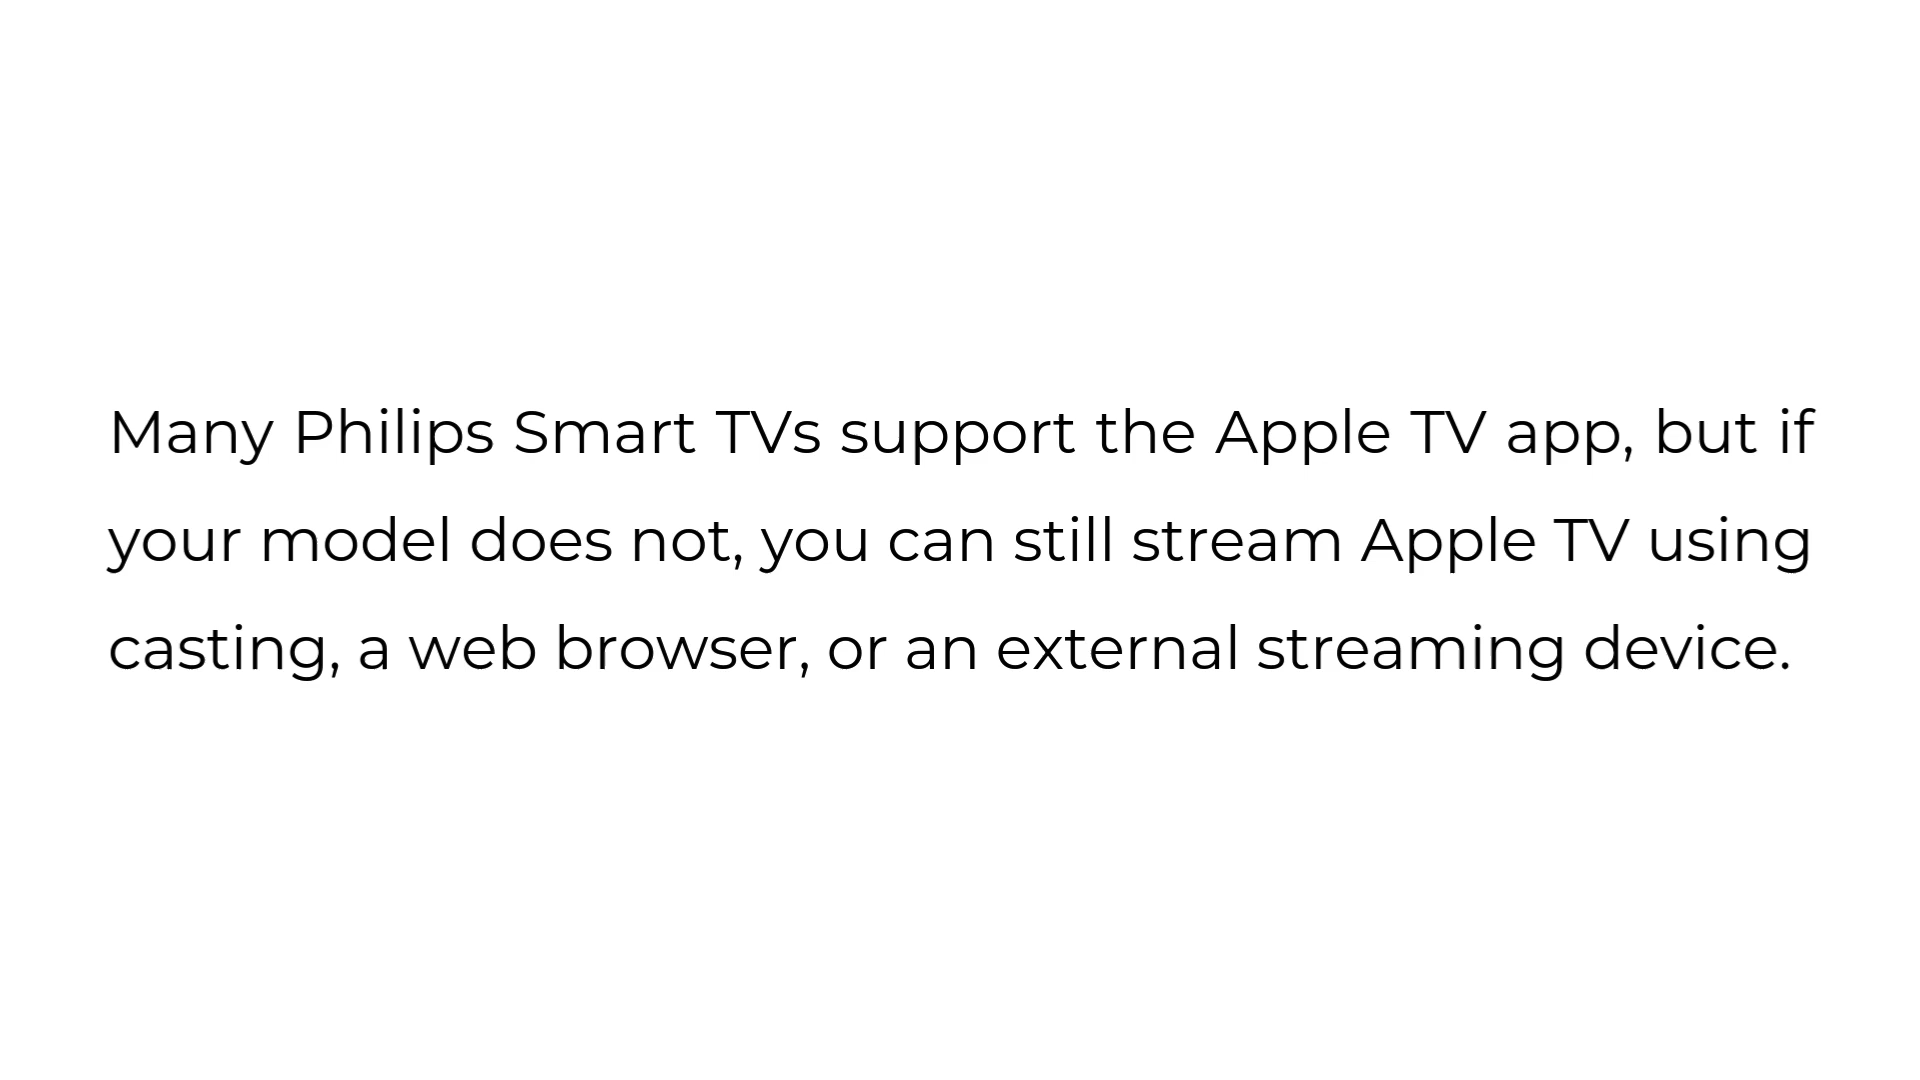 Many Philips Smart TVs support the Apple TV app, but if
your model does not, you can still stream Apple TV using
casting, a web browser, or an external streaming device.